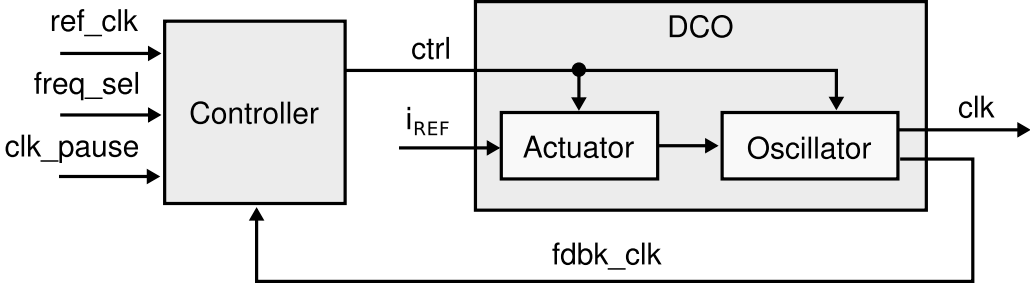 ref_clk
freq_sel
clk_pause
Controller
ctrl
iREF
DCO
Actuator
Oscillator
clk
fdbk_clk